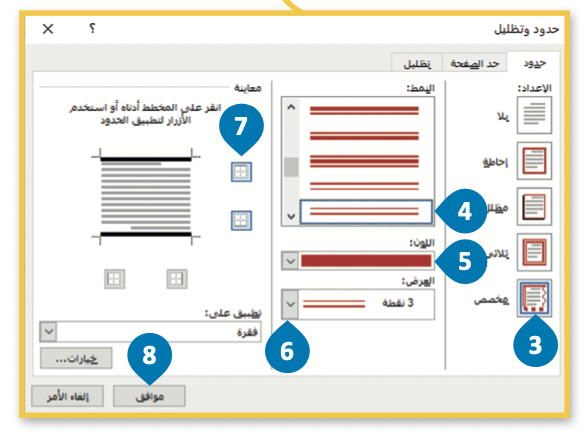 حدود وتظليل
؟
حدود
حد الصفحة
تظليل
الإعداد:
بلا
إحاطة
ثلاثي
مخصص
3
النمط:
4
اللون:
5
العرض:
3 نقطة
6
معاينة
انقر على المخطط أدناه أو استخدم
الأزرار لتطبيق الحدود
7
تطبيق على:
فقرة
خيارات...
8
موافق
إلغاء الأمر